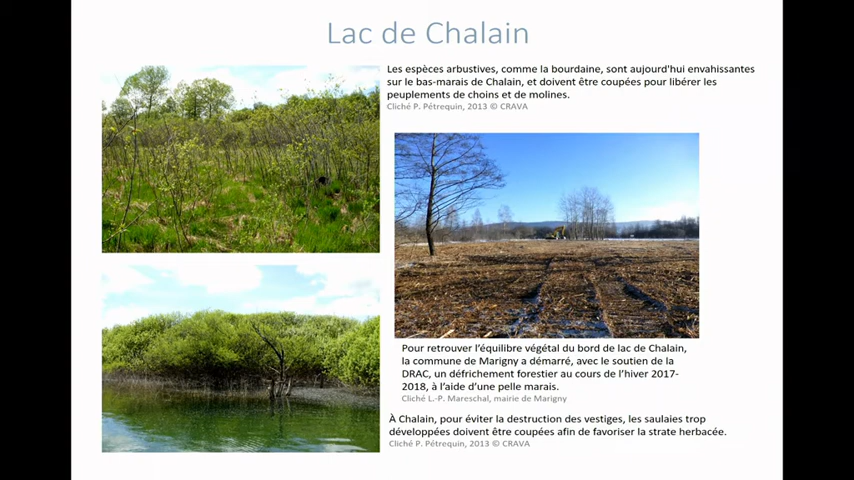 Lac de Chalain
Les espèces arbustives, comme la bourdaine, sont aujourd'hui envahissantes
sur le bas-marais de Chalain, et doivent être coupées pour libérer les
peuplements de choins et de molines.
Cliché P. Pétrequin, 2013 © CRAVA
Pour retrouver l'équilibre végétal du bord de lac de Chalain,
la commune de Marigny a démarré, avec le soutien de la
DRAC, un défrichement forestier au cours de l'hiver 2017-
2018, à l'aide d'une pelle marais.
Cliché L.-P. Mareschal, mairie de Marigny
À Chalain, pour éviter la destruction des vestiges, les saulaies trop
développées doivent être coupées afin de favoriser la strate herbacée.
Cliché P. Pétrequin, 2013 © CRAVA